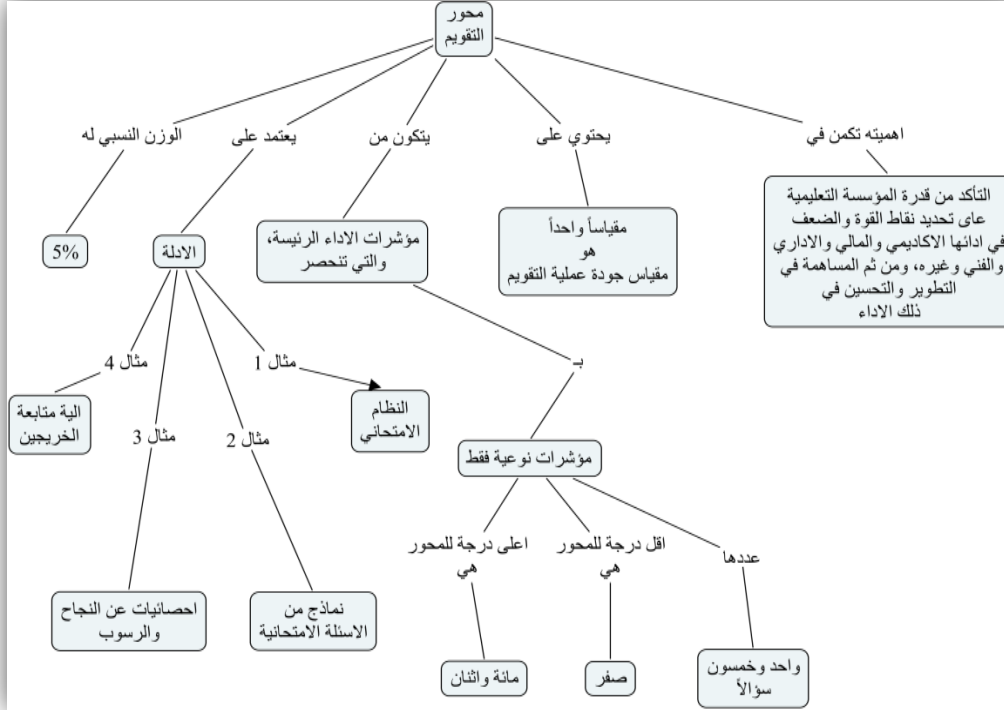 محور
التقويم
اهميته تكمن في
يحتوي على
يتكون من
يعتمد على
الوزن النسبي له
التأكد من قدرة المؤسسة التعليمية
عاى تحديد نقاط القوة والضعف
في ادائها الاكاديمي والمالي والاداري
والفني وغيره، ومن ثم المساهمة في
التطوير والتحسين في
ذلك الاداء
مقياساً واحداً
هو
مقياس جودة عملية التقويم
مؤشرات الاداء الرئيسة،
والتي تنحصر
الادلة
5%
بـ
مثال 1
مثال 4
النظام
الامتحاني
الية متابعة
الخريجين
مثال 2
مثال 3
مؤشرات نوعية فقط
عددها
اقل درجة للمحور
هي
اعلى درجة للمحور
هي
نماذج من
الاسئلة الامتحانية
احصائيات عن النجاح
والرسوب
واحد وخمسون
سؤالاً
صفر
مائة واثنان